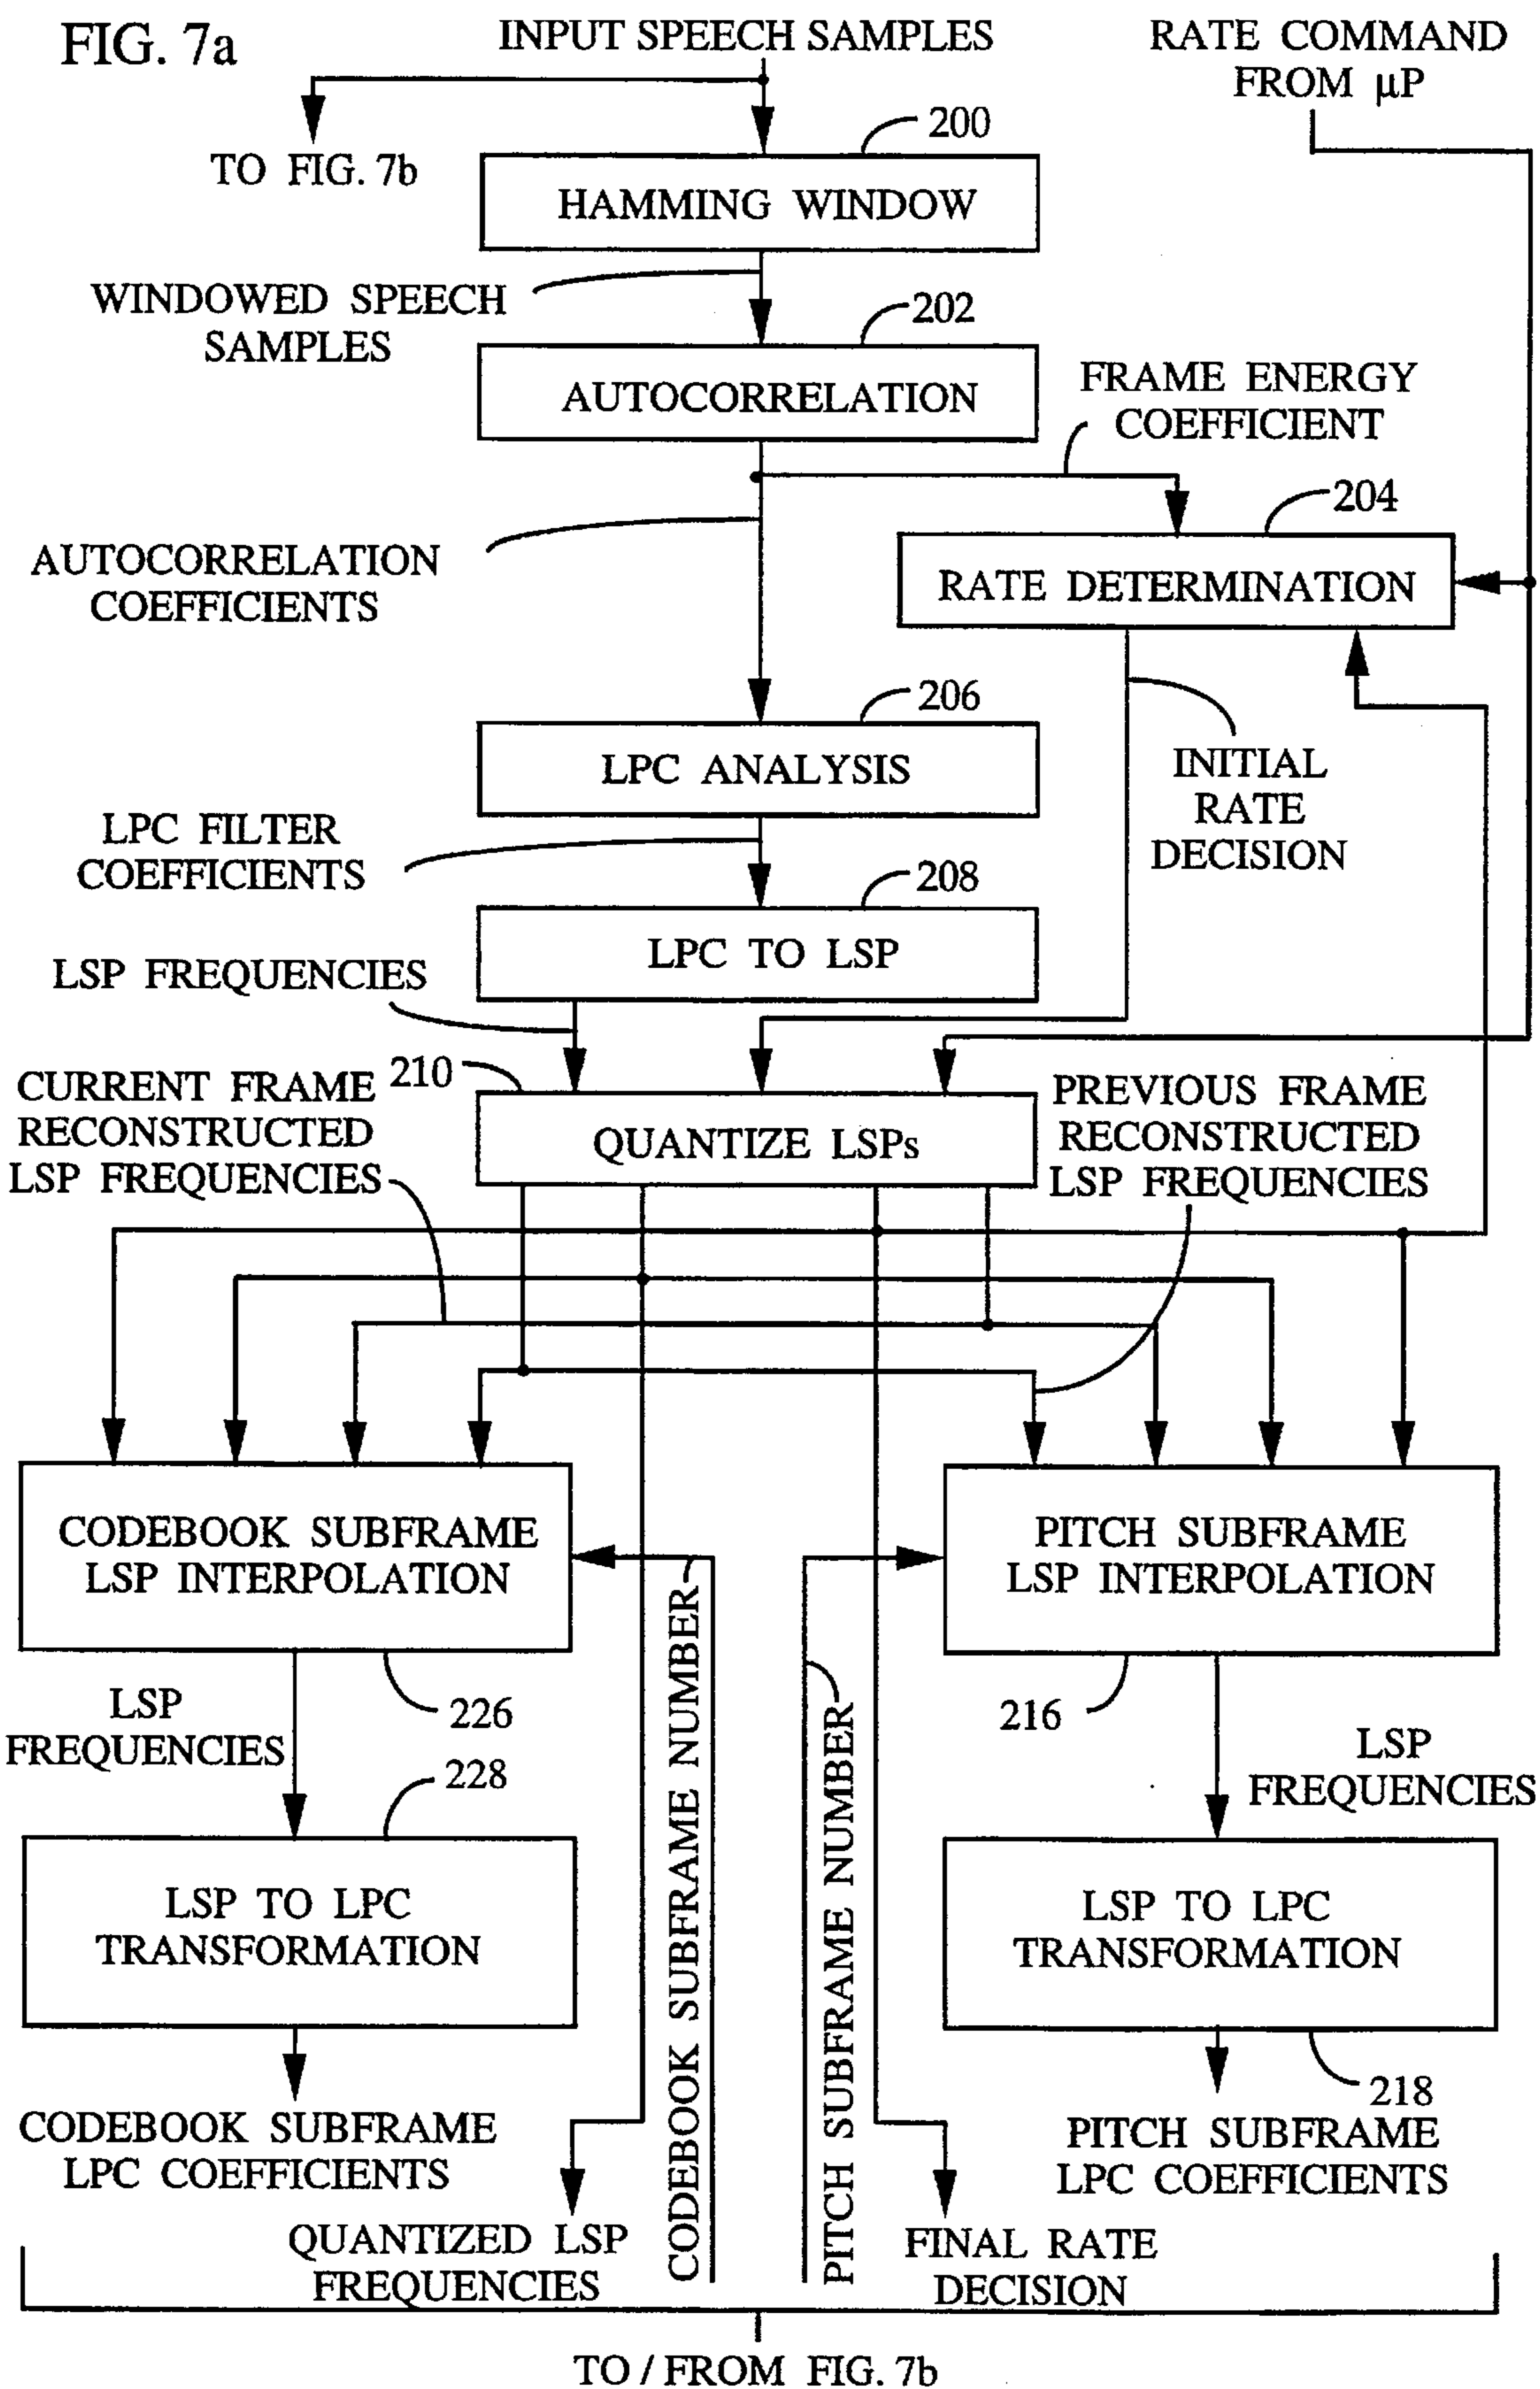 FIG. 7a
INPUT SPEECH SAMPLES
RATE COMMAND
FROM µP
TO FIG. 7b
200
HAMMING WINDOW
WINDOWED SPEECH
SAMPLES
202
AUTOCORRELATION
FRAME ENERGY
COEFFICIENT
204
AUTOCORRELATION
COEFFICIENTS
RATE DETERMINATION
206
LPC ANALYSIS
INITIAL
RATE
DECISION
LPC FILTER
COEFFICIENTS
208
LPC TO LSP
LSP FREQUENCIES
210
CURRENT FRAME
RECONSTRUCTED
LSP FREQUENCIES
QUANTIZE LSPs
PREVIOUS FRAME
RECONSTRUCTED
LSP FREQUENCIES
CODEBOOK SUBFRAME
LSP INTERPOLATION
PITCH SUBFRAME
LSP INTERPOLATION
226
216
LSP
FREQUENCIES
228
CODEBOOK SUBFRAME NUMBER
PITCH SUBFRAME NUMBER
LSP
FREQUENCIES
LSP TO LPC
TRANSFORMATION
LSP TO LPC
TRANSFORMATION
218
CODEBOOK SUBFRAME
LPC COEFFICIENTS
PITCH SUBFRAME
LPC COEFFICIENTS
QUANTIZED LSP
FREQUENCIES
FINAL RATE
DECISION
TO / FROM FIG. 7b